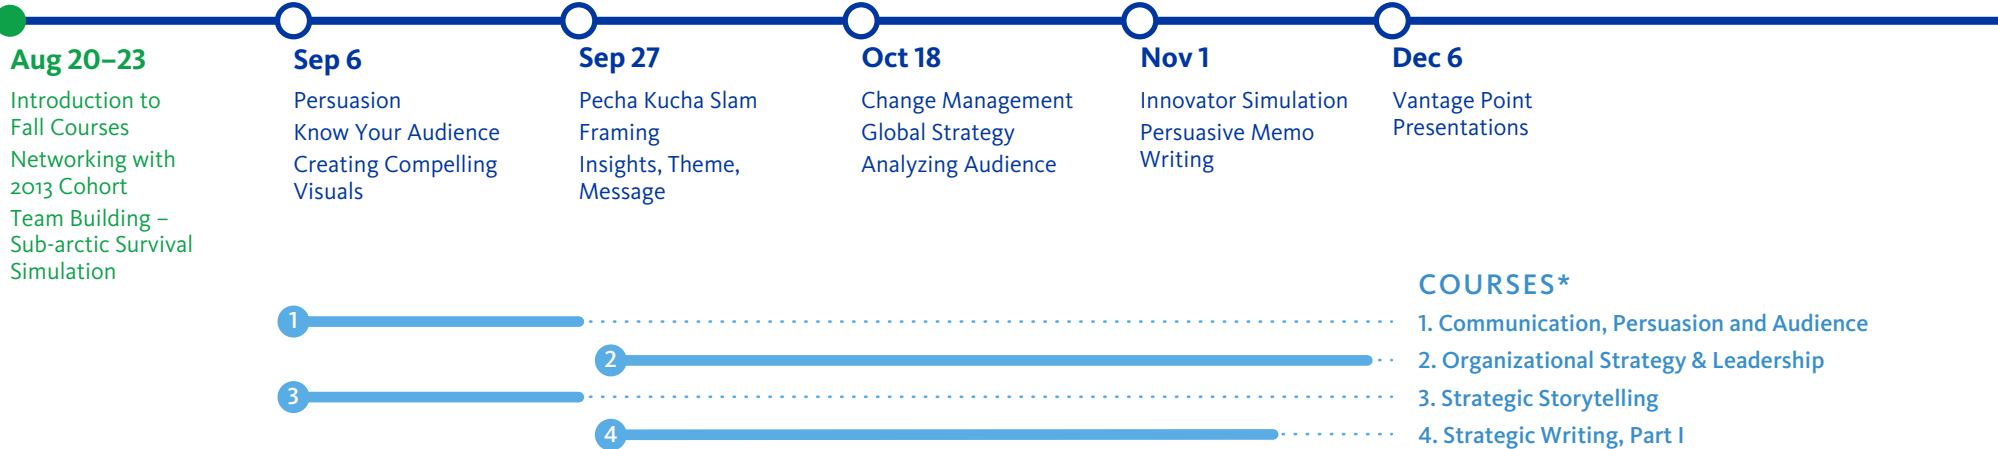 Aug 20–23
Introduction to
Fall Courses
Networking with
2013 Cohort
Team Building –
Sub-arctic Survival
Simulation
Sep 6
Persuasion
Know Your Audience
Creating Compelling
Visuals
Sep 27
Pecha Kucha Slam
Framing
Insights, Theme,
Message
Oct 18
Change Management
Global Strategy
Analyzing Audience
Nov 1
Innovator Simulation
Persuasive Memo
Writing
Dec 6
Vantage Point
Presentations
COURSES*
1
1. Communication, Persuasion and Audience
2
2. Organizational Strategy & Leadership
3
3. Strategic Storytelling
4
4. Strategic Writing, Part I